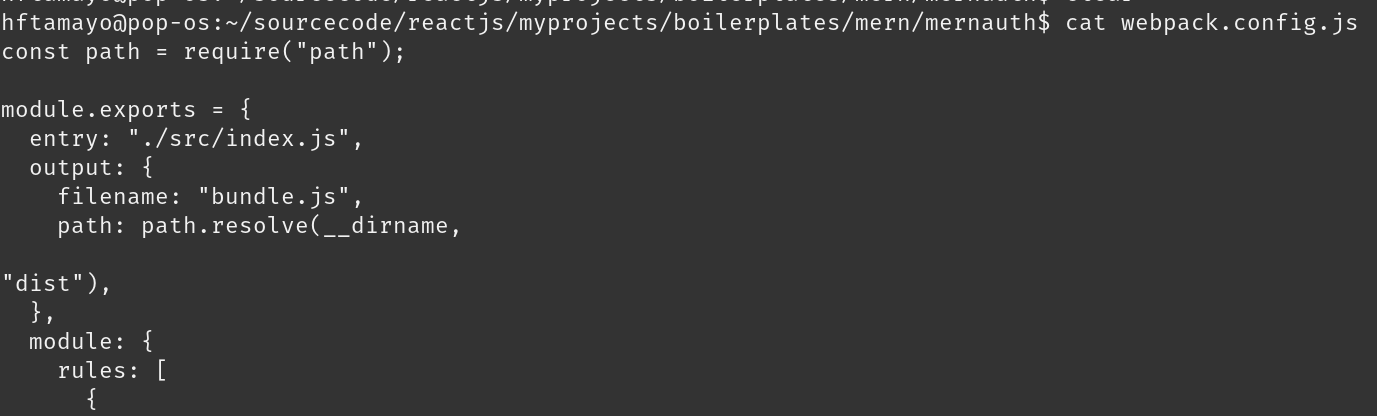 hftamayo@pop-os:~/sourcecode/reactjs/myprojects/boilerplates/mern/mernauth$ cat webpack.config.js
const path = require("path");
module.exports = {
  entry: "./src/index.js",
  output: {
    filename: "bundle.js",
    path: path.resolve(__dirname,
"dist"),
  },
  module: {
    rules: [
      {